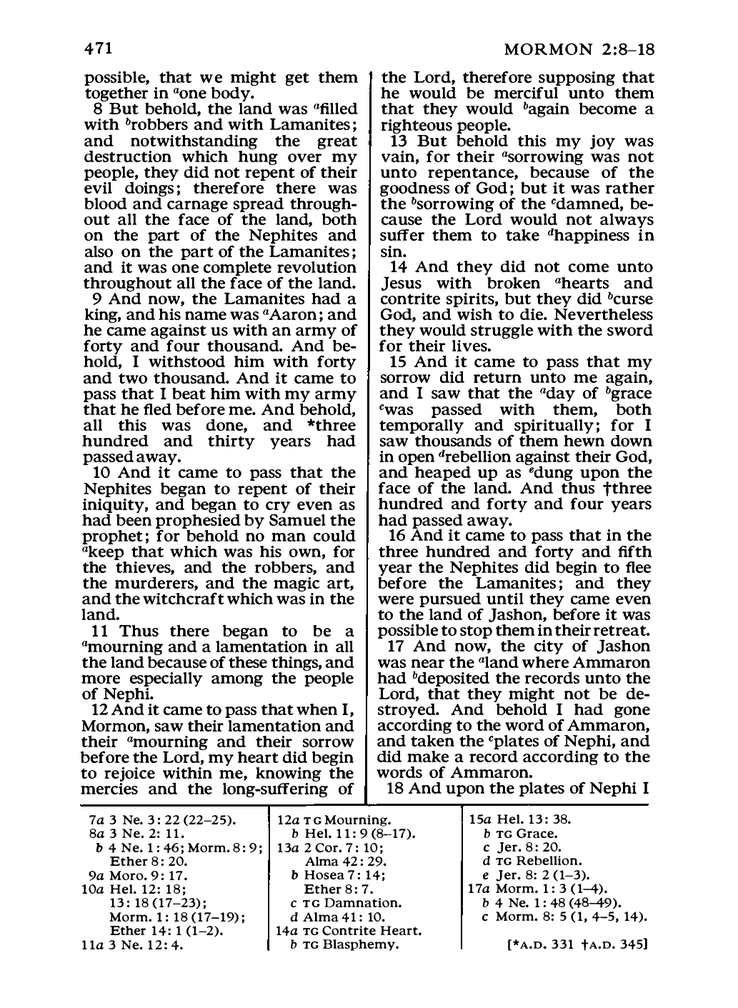 471
MORMON 2:8–18
possible, that we might get them
together in ᵃone body.
8 But behold, the land was ᵃfilled
with ᵇrobbers and with Lamanites;
and notwithstanding the great
destruction which hung over my
people, they did not repent of their
evil doings; therefore there was
blood and carnage spread through-
out all the face of the land, both
on the part of the Nephites and
also on the part of the Lamanites;
and it was one complete revolution
throughout all the face of the land.
9 And now, the Lamanites had a
king, and his name was ᵃAaron; and
he came against us with an army of
forty and four thousand. And be-
hold, I withstood him with forty
and two thousand. And it came to
pass that I beat him with my army
that he fled before me. And behold,
all this was done, and *three
hundred and thirty years had
passed away.
10 And it came to pass that the
Nephites began to repent of their
iniquity, and began to cry even as
had been prophesied by Samuel the
prophet; for behold no man could
ᵃkeep that which was his own, for
the thieves, and the robbers, and
the murderers, and the magic art,
and the witchcraft which was in the
land.
11 Thus there began to be a
ᵃmourning and a lamentation in all
the land because of these things, and
more especially among the people
of Nephi.
12 And it came to pass that when I,
Mormon, saw their lamentation and
their ᵃmourning and their sorrow
before the Lord, my heart did begin
to rejoice within me, knowing the
mercies and the long-suffering of
the Lord, therefore supposing that
he would be merciful unto them
that they would ᵇagain become a
righteous people.
13 But behold this my joy was
vain, for their ᵃsorrowing was not
unto repentance, because of the
goodness of God; but it was rather
the ᵇsorrowing of the ᶜdamned, be-
cause the Lord would not always
suffer them to take ᵈhappiness in
sin.
14 And they did not come unto
Jesus with broken ᵃhearts and
contrite spirits, but they did ᵇcurse
God, and wish to die. Nevertheless
they would struggle with the sword
for their lives.
15 And it came to pass that my
sorrow did return unto me again,
and I saw that the ᵃday of ᵇgrace
ᶜwas passed with them, both
temporally and spiritually; for I
saw thousands of them hewn down
in open ᵈrebellion against their God,
and heaped up as ᵉdung upon the
face of the land. And thus †three
hundred and forty and four years
had passed away.
16 And it came to pass that in the
three hundred and forty and fifth
year the Nephites did begin to flee
before the Lamanites; and they
were pursued until they came even
to the land of Jashon, before it was
possible to stop them in their retreat.
17 And now, the city of Jashon
was near the ᵃland where Ammaron
had ᵇdeposited the records unto the
Lord, that they might not be de-
stroyed. And behold I had gone
according to the word of Ammaron,
and taken the ᶜplates of Nephi, and
did make a record according to the
words of Ammaron.
18 And upon the plates of Nephi I
7a 3 Ne. 3: 22 (22–25).
8a 3 Ne. 2: 11.
b 4 Ne. 1: 46; Morm. 8: 9;
Ether 8: 20.
9a Moro. 9: 17.
10a Hel. 12: 18;
13: 18 (17–23);
Morm. 1: 18 (17–19);
Ether 14: 1 (1–2).
11a 3 Ne. 12: 4.
12a TG Mourning.
b Hel. 11: 9 (8–17).
13a 2 Cor. 7: 10;
Alma 42: 29.
b Hosea 7: 14;
Ether 8: 7.
c TG Damnation.
d Alma 41: 10.
14a TG Contrite Heart.
b TG Blasphemy.
15a Hel. 13: 38.
b TG Grace.
c Jer. 8: 20.
d TG Rebellion.
e Jer. 8: 2 (1–3).
17a Morm. 1: 3 (1–4).
b 4 Ne. 1: 48 (48–49).
c Morm. 8: 5 (1, 4–5, 14).
[*A.D. 331 †A.D. 345]